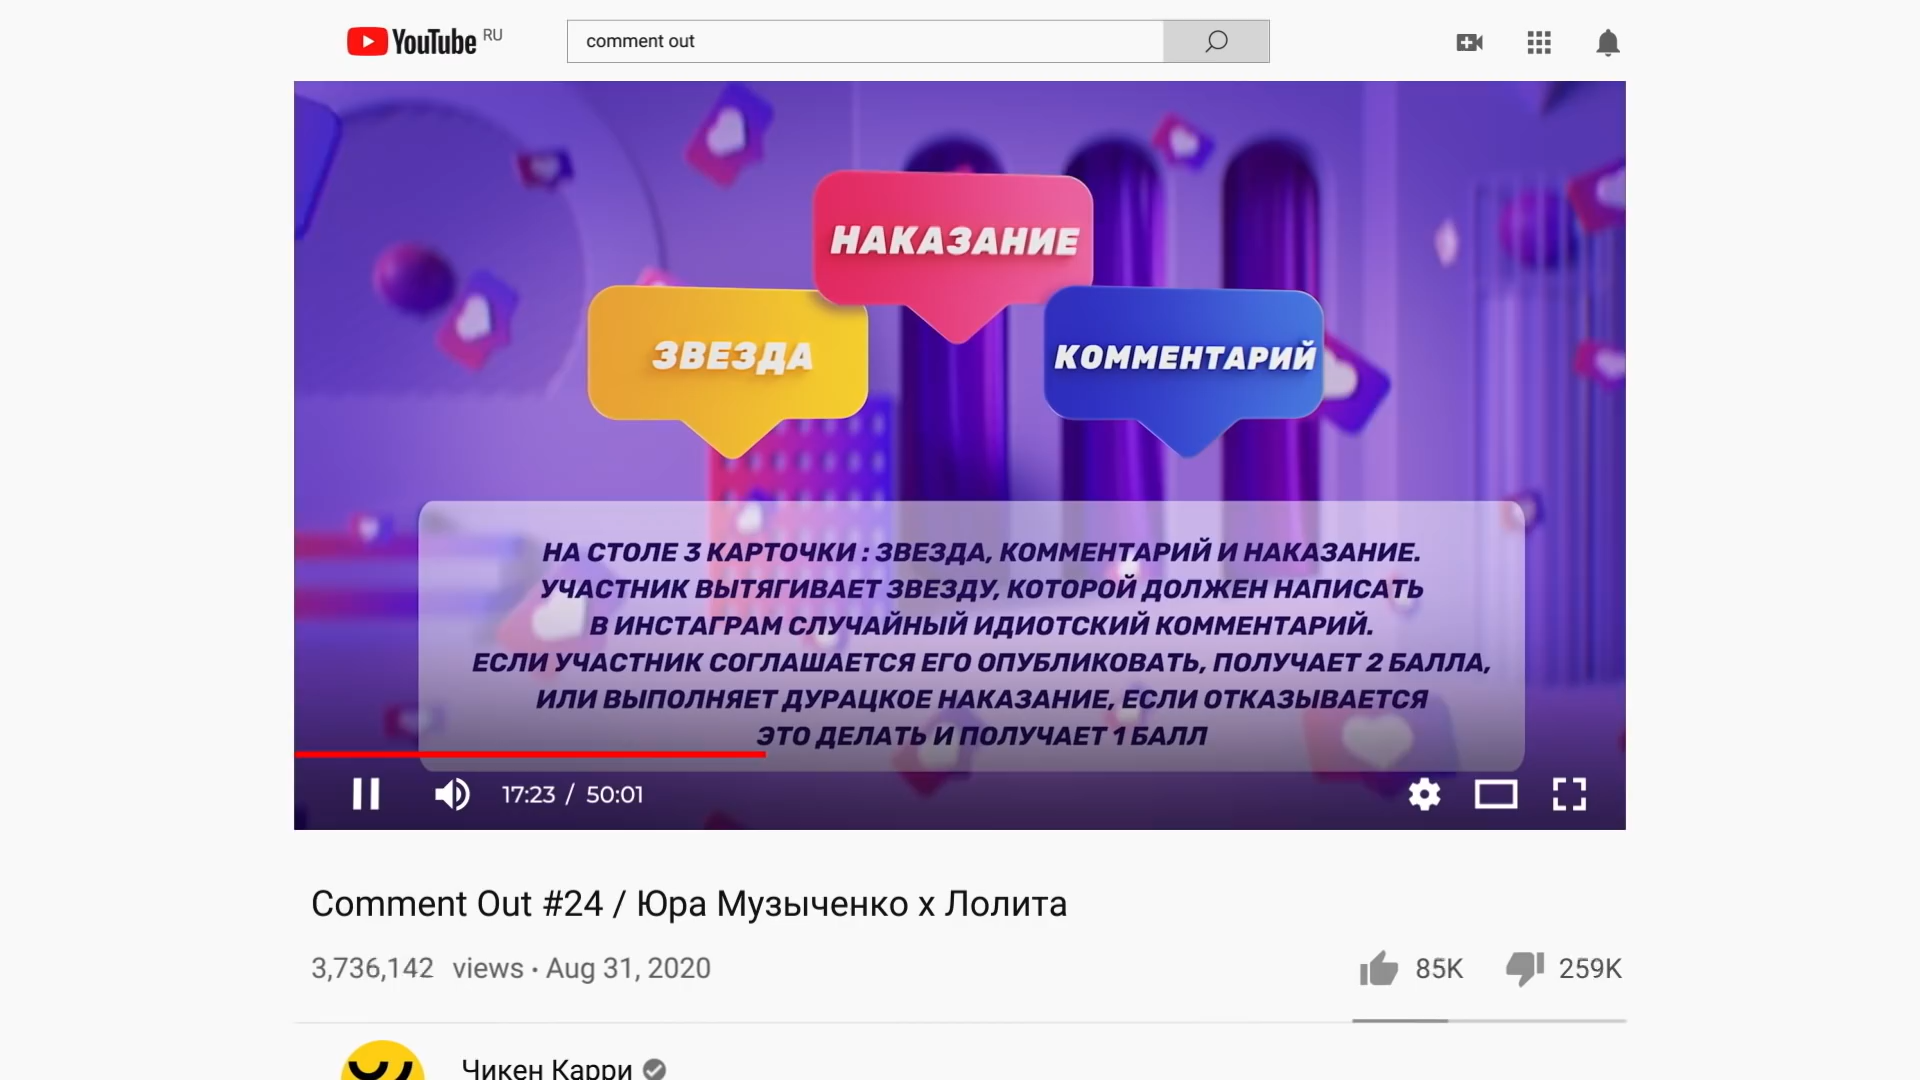 YouTube RU
comment out
НАКАЗАНИЕ
ЗВЕЗДА
КОММЕНТАРИЙ
НА СТОЛЕ 3 КАРТОЧКИ : ЗВЕЗДА, КОММЕНТАРИЙ И НАКАЗАНИЕ.
УЧАСТНИК ВЫТЯГИВАЕТ ЗВЕЗДУ, КОТОРОЙ ДОЛЖЕН НАПИСАТЬ
В ИНСТАГРАМ СЛУЧАЙНЫЙ ИДИОТСКИЙ КОММЕНТАРИЙ.
ЕСЛИ УЧАСТНИК СОГЛАШАЕТСЯ ЕГО ОПУБЛИКОВАТЬ, ПОЛУЧАЕТ 2 БАЛЛА,
ИЛИ ВЫПОЛНЯЕТ ДУРАЦКОЕ НАКАЗАНИЕ, ЕСЛИ ОТКАЗЫВАЕТСЯ
ЭТО ДЕЛАТЬ И ПОЛУЧАЕТ 1 БАЛЛ
17:23 / 50:01
Comment Out #24 / Юра Музыченко х Лолита
3,736,142 views • Aug 31, 2020
85K 259K
Чикен Карри